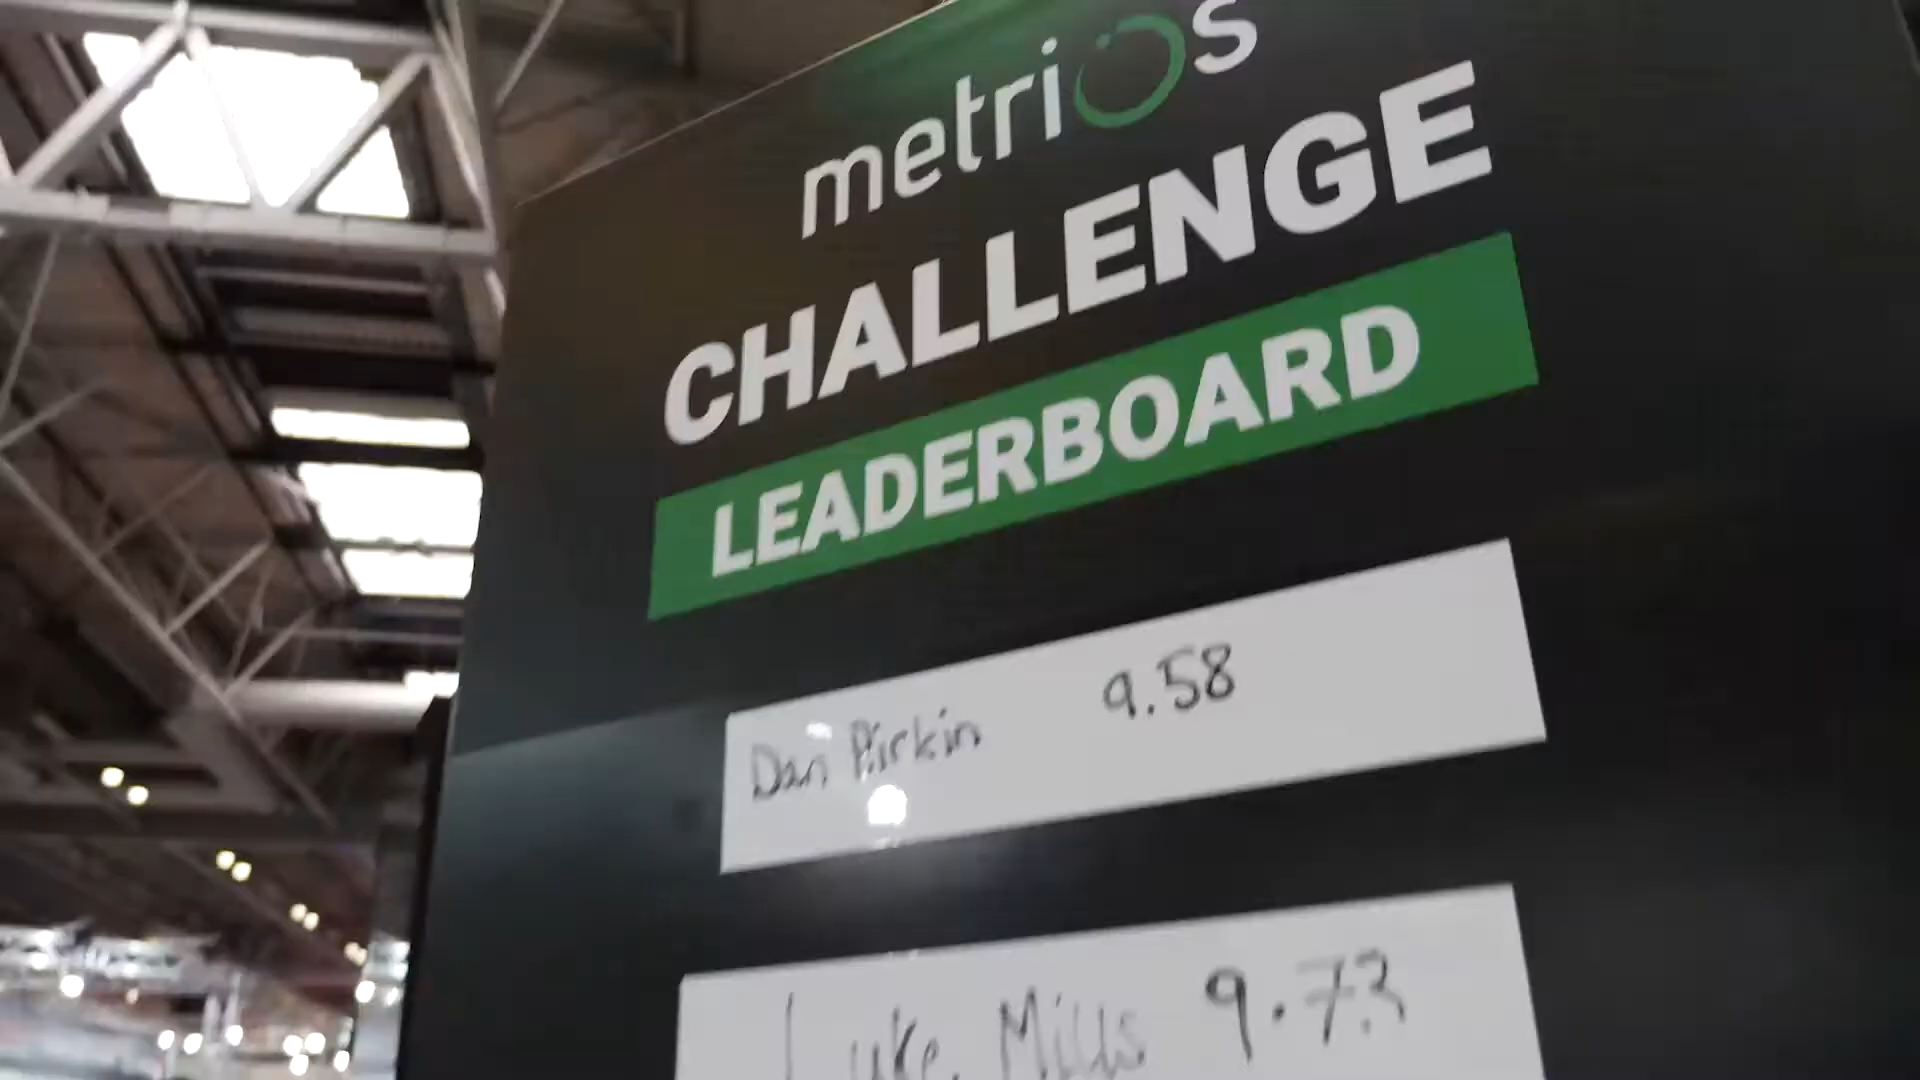 metrios
CHALLENGE
LEADERBOARD
Dan Pirkin 9.58
Luke Mills 9.73